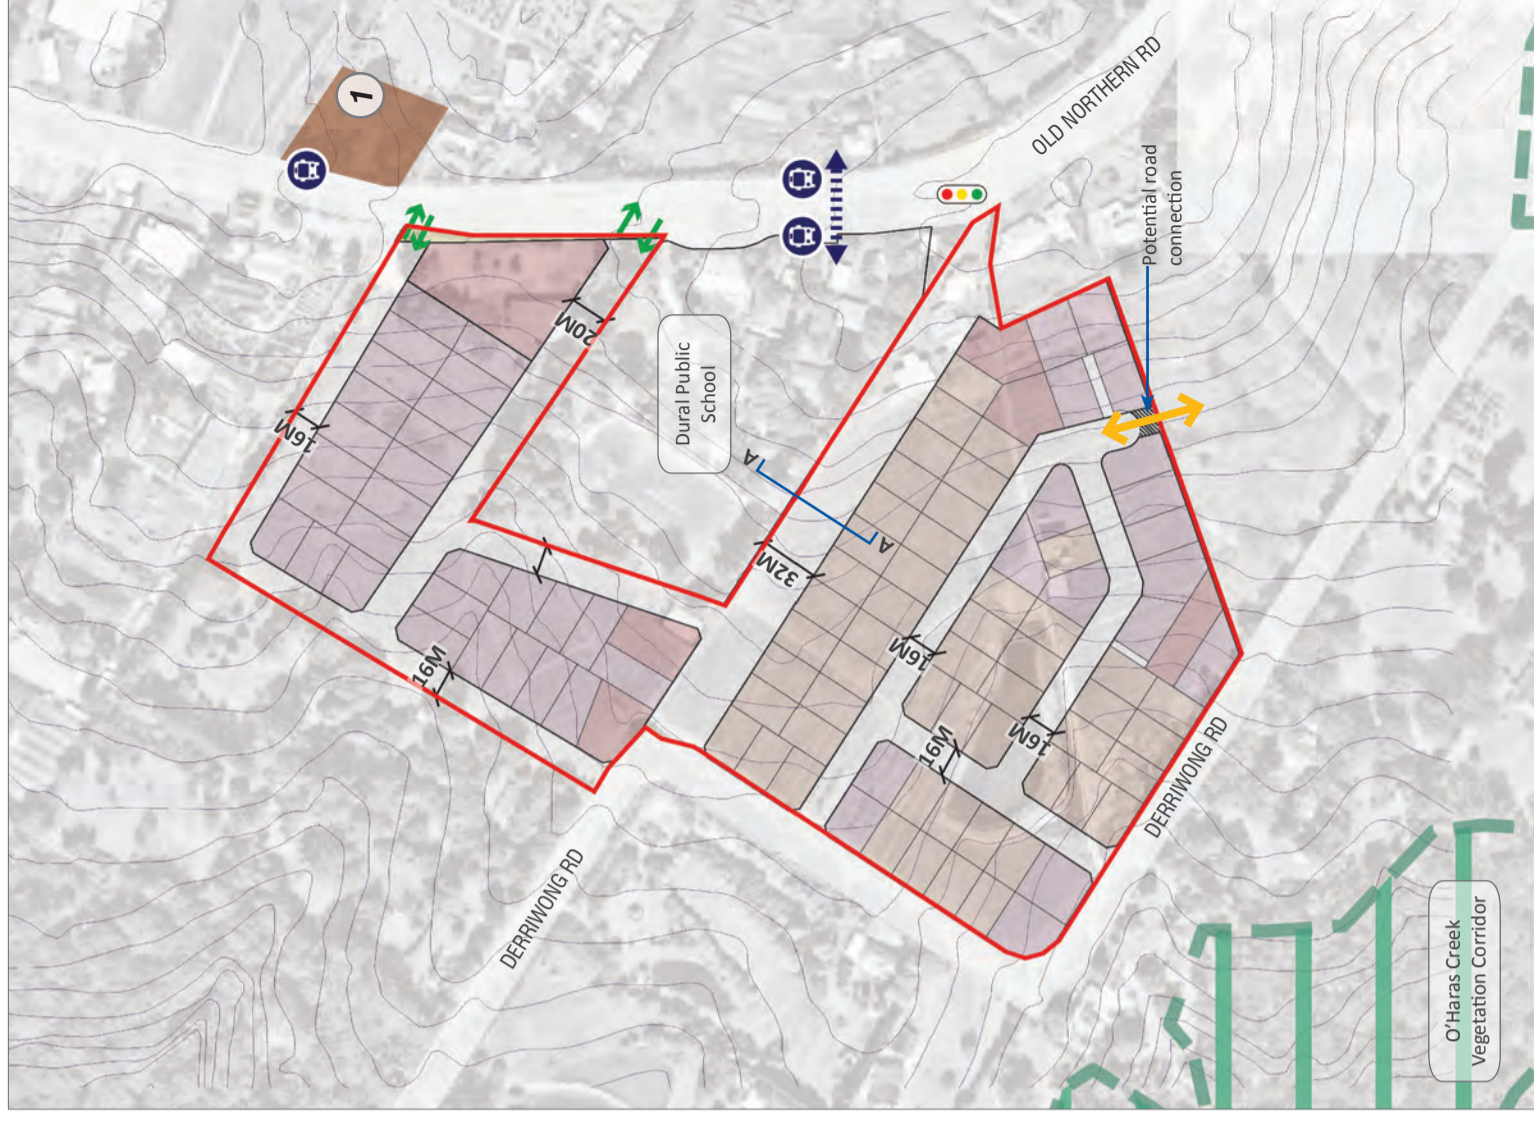 1
OLD NORTHERN RD
Potential road
connection
20M
Dural Public
School
16M
A
A
32M
16M
16M
16M
16M
DERRIWONG RD
DERRIWONG RD
O'Haras Creek
Vegetation Corridor